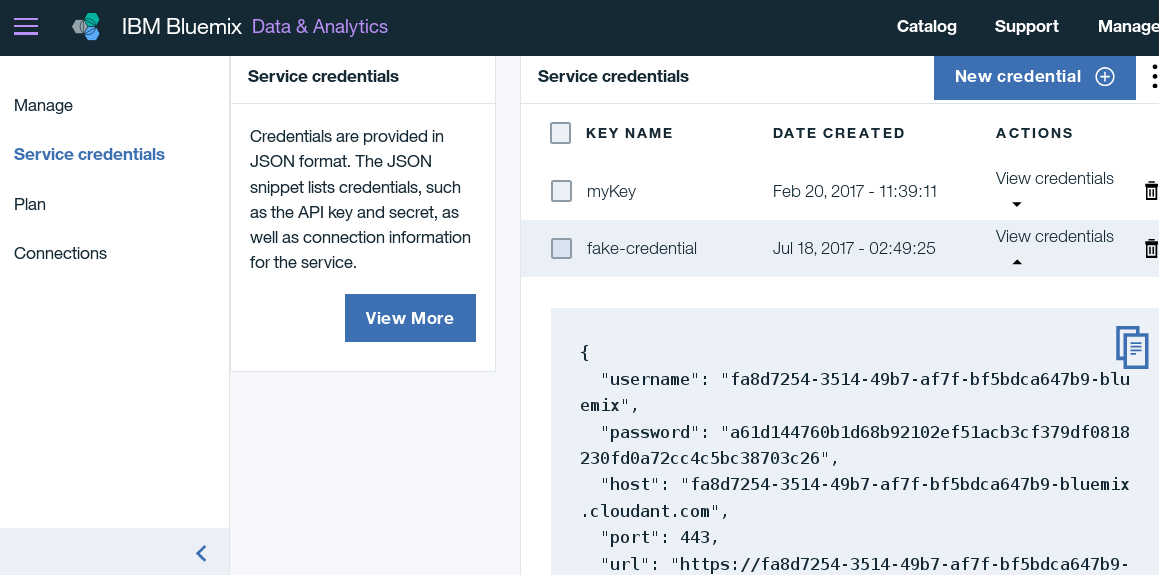 IBM Bluemix Data & Analytics Catalog Support Manage
Manage
Service credentials
Plan
Connections
Service credentials
Credentials are provided in
JSON format. The JSON
snippet lists credentials, such
as the API key and secret, as
well as connection information
for the service.
View More
Service credentials New credential
KEY NAME DATE CREATED ACTIONS
myKey Feb 20, 2017 - 11:39:11 View credentials
fake-credential Jul 18, 2017 - 02:49:25 View credentials
{
"username": "fa8d7254-3514-49b7-af7f-bf5bdca647b9-blu
emix",
"password": "a61d144760b1d68b92102ef51acb3cf379df0818
230fd0a72cc4c5bc38703c26",
"host": "fa8d7254-3514-49b7-af7f-bf5bdca647b9-bluemix
.cloudant.com",
"port": 443,
"url": "https://fa8d7254-3514-49b7-af7f-bf5bdca647b9-